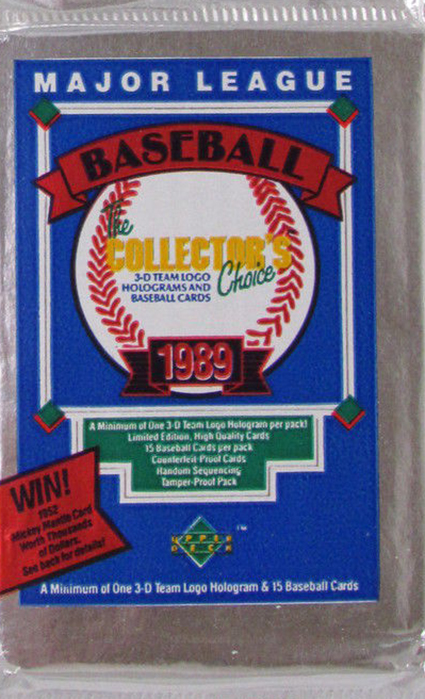 MAJOR LEAGUE
BASEBALL
The
COLLECTOR'S
Choice
3-D TEAM LOGO
HOLOGRAMS AND
BASEBALL CARDS
1989
A Minimum of One 3-D Team Logo Hologram per pack!
Limited Edition, High Quality Cards
15 Baseball Cards per pack
Counterfeit-Proof Cards
Random Sequencing
Tamper-Proof Pack
WIN!
1952
Mickey Mantle Card
Worth Thousands
of Dollars.
See back for details!
UPPER
DECK
™
A Minimum of One 3-D Team Logo Hologram & 15 Baseball Cards